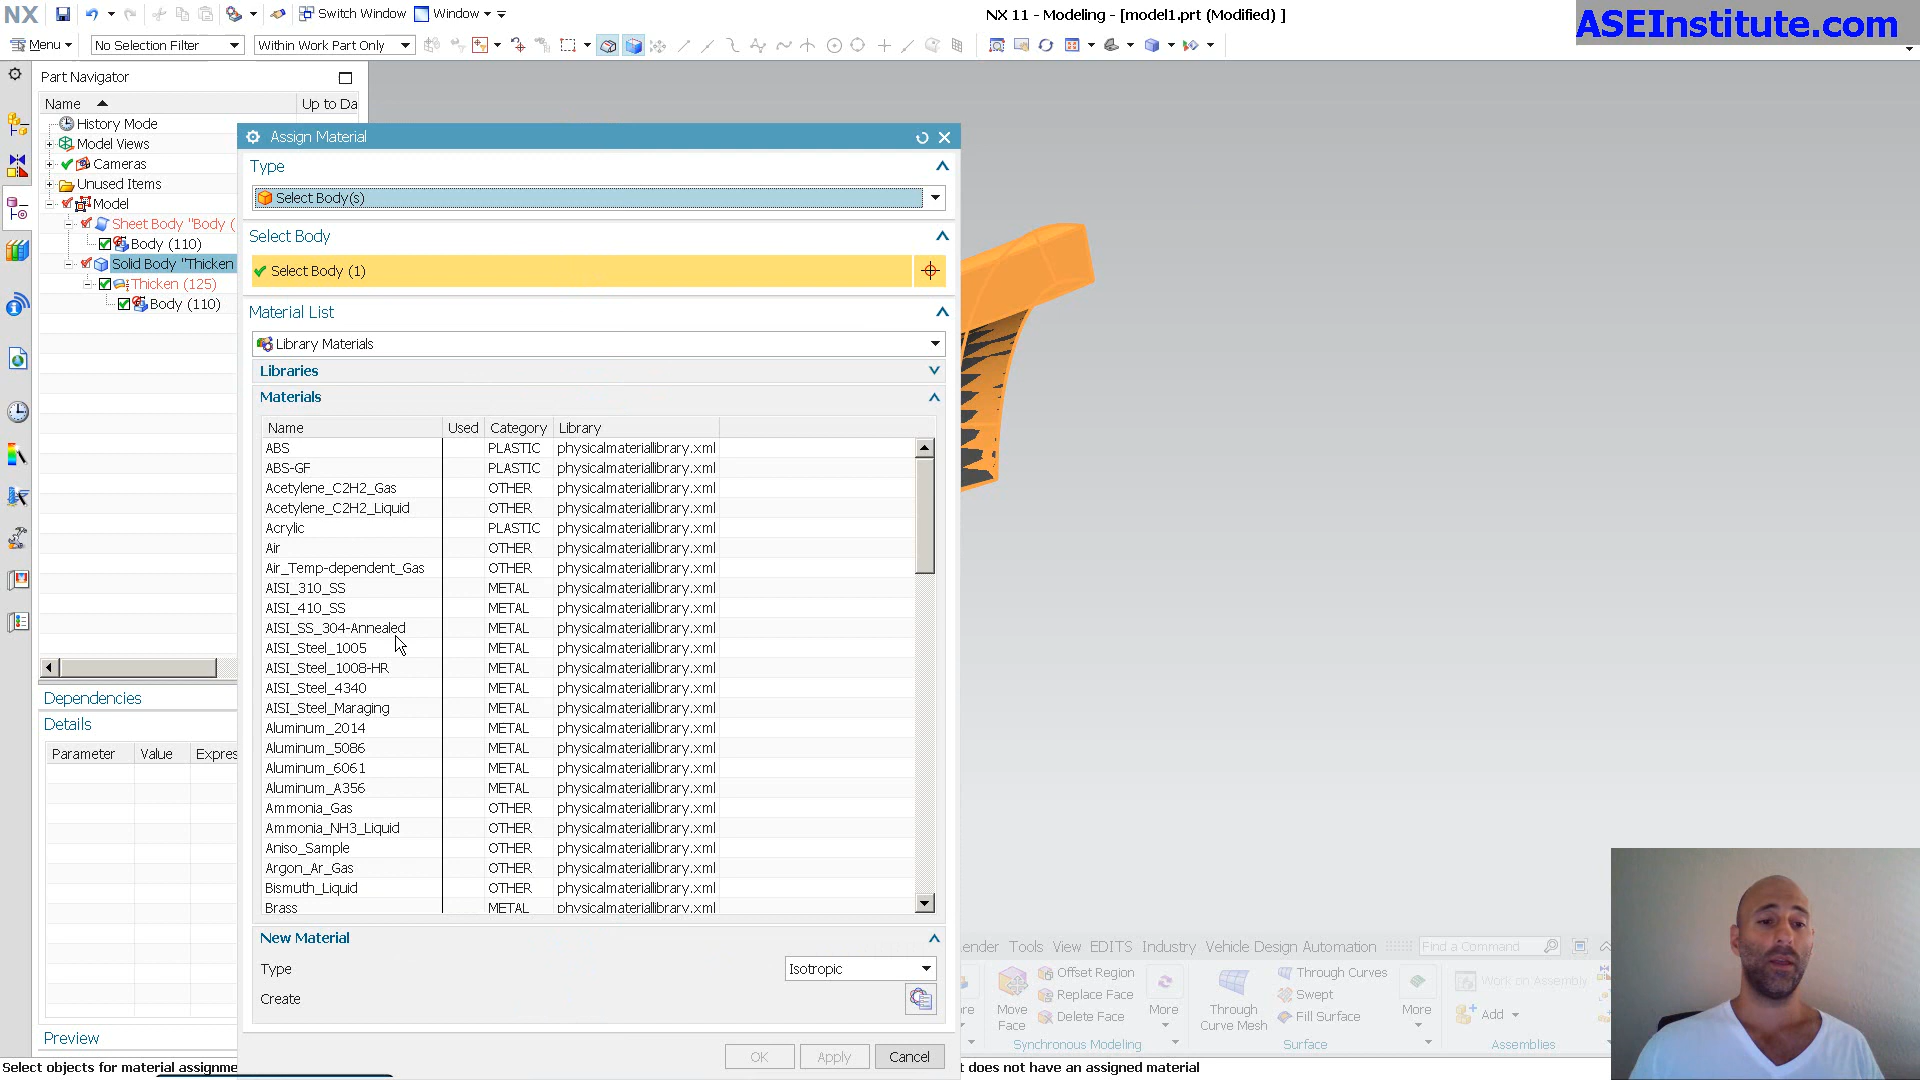 NX
Switch Window
Window
NX 11 - Modeling - [model1.prt (Modified) ]
ASEInstitute.com
Menu
No Selection Filter
Within Work Part Only
Part Navigator
Name
Up to Da
History Mode
Model Views
Cameras
Unused Items
Model
Sheet Body "Body (
Body (110)
Solid Body "Thicken
Thicken (125)
Body (110)
Dependencies
Details
Parameter
Value
Expres
Preview
Assign Material
Type
Select Body(s)
Select Body
Select Body (1)
Material List
Library Materials
Libraries
Materials
Name Used Category Library
ABS PLASTIC physicalmateriallibrary.xml
ABS-GF PLASTIC physicalmateriallibrary.xml
Acetylene_C2H2_Gas OTHER physicalmateriallibrary.xml
Acetylene_C2H2_Liquid OTHER physicalmateriallibrary.xml
Acrylic PLASTIC physicalmateriallibrary.xml
Air OTHER physicalmateriallibrary.xml
Air_Temp-dependent_Gas OTHER physicalmateriallibrary.xml
AISI_310_SS METAL physicalmateriallibrary.xml
AISI_410_SS METAL physicalmateriallibrary.xml
AISI_SS_304-Annealed METAL physicalmateriallibrary.xml
AISI_Steel_1005 METAL physicalmateriallibrary.xml
AISI_Steel_1008-HR METAL physicalmateriallibrary.xml
AISI_Steel_4340 METAL physicalmateriallibrary.xml
AISI_Steel_Maraging METAL physicalmateriallibrary.xml
Aluminum_2014 METAL physicalmateriallibrary.xml
Aluminum_5086 METAL physicalmateriallibrary.xml
Aluminum_6061 METAL physicalmateriallibrary.xml
Aluminum_A356 METAL physicalmateriallibrary.xml
Ammonia_Gas OTHER physicalmateriallibrary.xml
Ammonia_NH3_Liquid OTHER physicalmateriallibrary.xml
Aniso_Sample OTHER physicalmateriallibrary.xml
Argon_Ar_Gas OTHER physicalmateriallibrary.xml
Bismuth_Liquid OTHER physicalmateriallibrary.xml
Brass METAL physicalmateriallibrary.xml
New Material
Type
Isotropic
Create
OK
Apply
Cancel
ender Tools View EDITS Industry Vehicle Design Automation
Find a Command
ore
Move Face
Offset Region
Replace Face
Delete Face
More
Synchronous Modeling
Through Curve Mesh
Through Curves
Swept
Fill Surface
More
Surface
Work on Assembly
Add
Assemblies
Select objects for material assignme
t does not have an assigned material